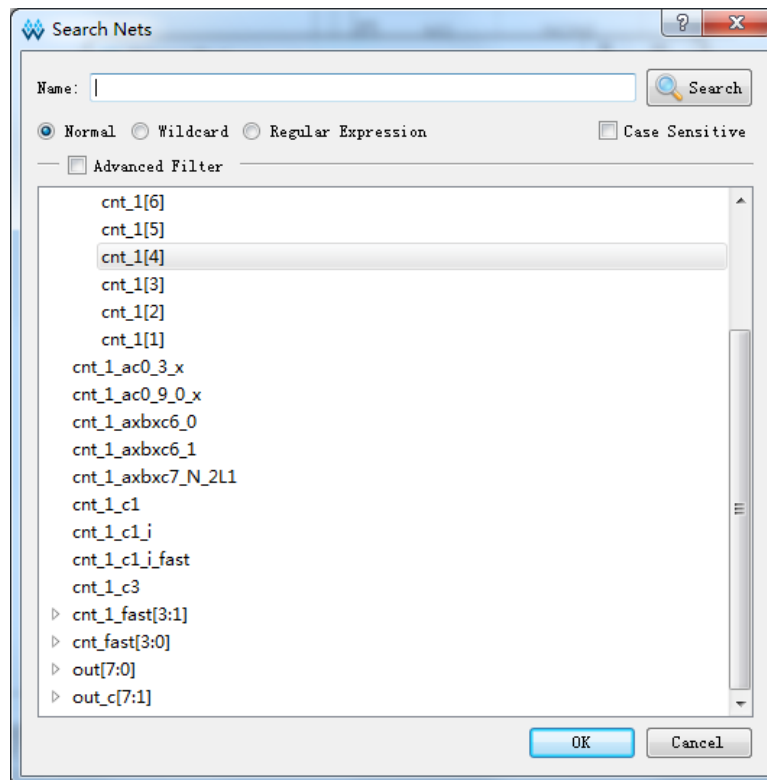 Search Nets
Name: Search
Normal Wildcard Regular Expression Case Sensitive
Advanced Filter
cnt_1[6]
cnt_1[5]
cnt_1[4]
cnt_1[3]
cnt_1[2]
cnt_1[1]
cnt_1_ac0_3_x
cnt_1_ac0_9_0_x
cnt_1_axbxc6_0
cnt_1_axbxc6_1
cnt_1_axbxc7_N_2L1
cnt_1_c1
cnt_1_c1_i
cnt_1_c1_i_fast
cnt_1_c3
cnt_1_fast[3:1]
cnt_fast[3:0]
out[7:0]
out_c[7:1]
OK Cancel